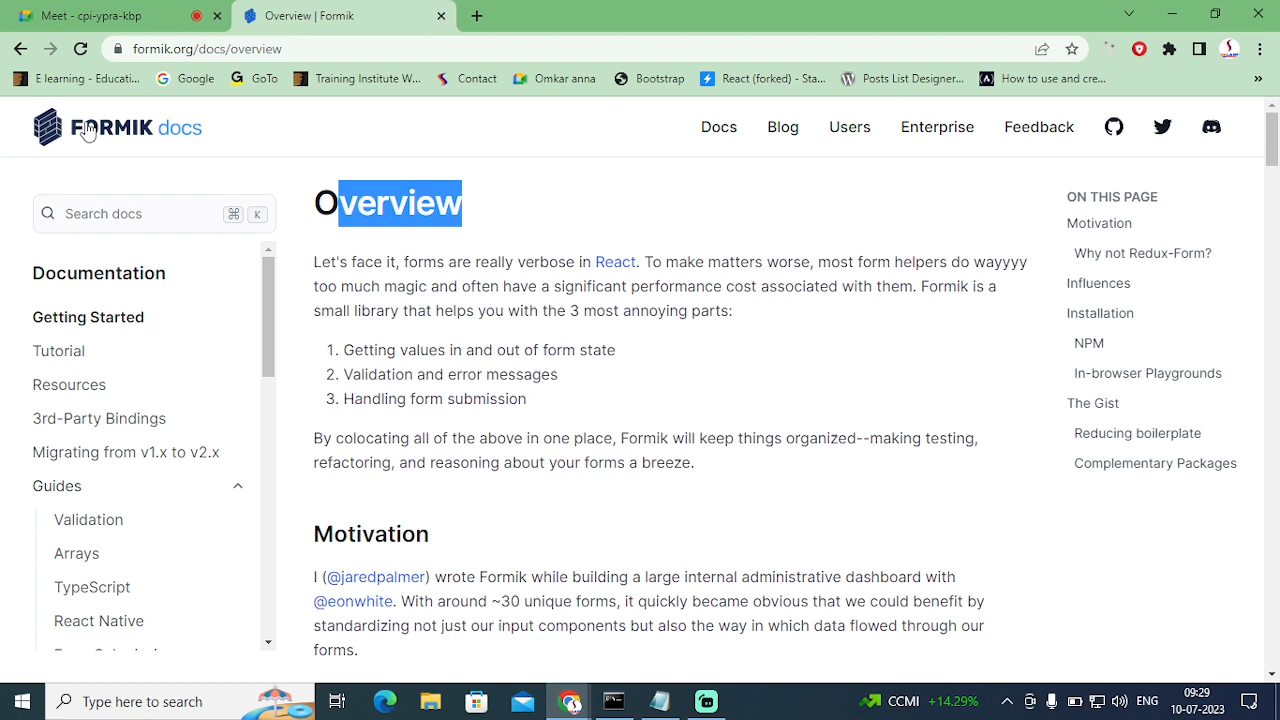 Meet - cpi-ypra-kbp
Overview | Formik
formik.org/docs/overview
E learning - Educati...
Google
GoTo
Training Institute W...
Contact
Omkar anna
Bootstrap
React (forked) - Sta...
Posts List Designer...
How to use and cre...
»
FORMIK docs
Docs
Blog
Users
Enterprise
Feedback
Search docs
⌘ K
Documentation
Getting Started
Tutorial
Resources
3rd-Party Bindings
Migrating from v1.x to v2.x
Guides
Validation
Arrays
TypeScript
React Native
Overview
Let's face it, forms are really verbose in React. To make matters worse, most form helpers do wayyyy
too much magic and often have a significant performance cost associated with them. Formik is a
small library that helps you with the 3 most annoying parts:
1. Getting values in and out of form state
2. Validation and error messages
3. Handling form submission
By colocating all of the above in one place, Formik will keep things organized--making testing,
refactoring, and reasoning about your forms a breeze.
Motivation
I (@jaredpalmer) wrote Formik while building a large internal administrative dashboard with
@eonwhite. With around ~30 unique forms, it quickly became obvious that we could benefit by
standardizing not just our input components but also the way in which data flowed through our
forms.
ON THIS PAGE
Motivation
Why not Redux-Form?
Influences
Installation
NPM
In-browser Playgrounds
The Gist
Reducing boilerplate
Complementary Packages
Type here to search
CCMI +14.29%
ENG
09:29
10-07-2023